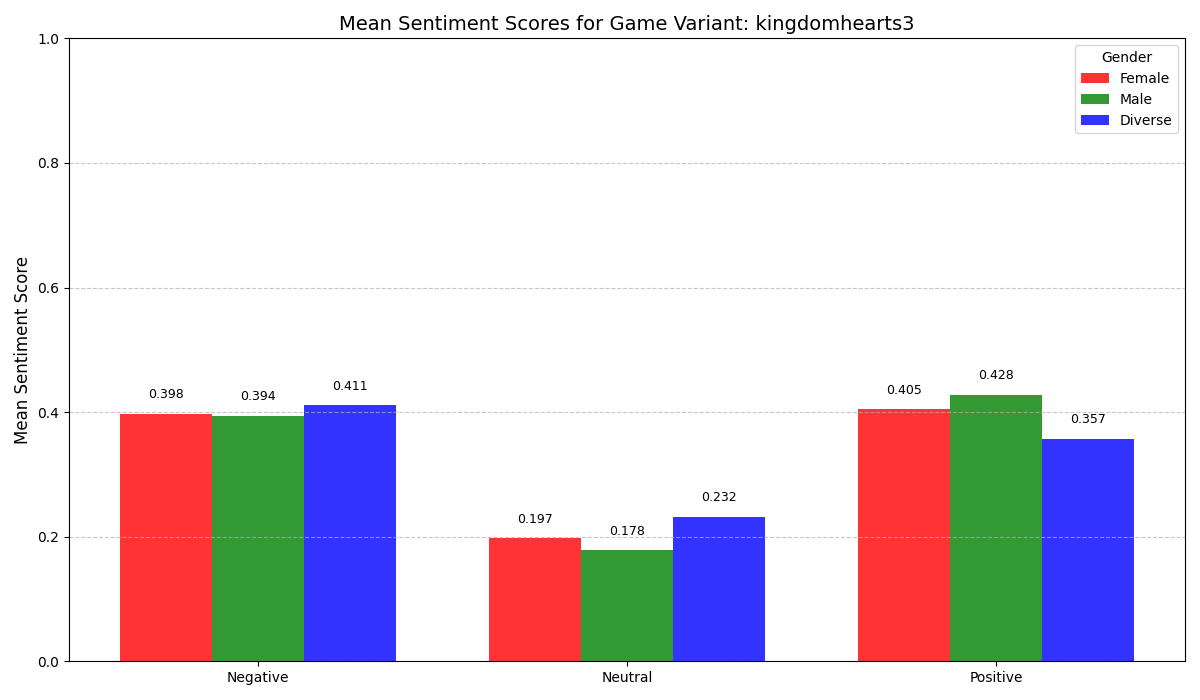 Mean Sentiment Scores for Game Variant: kingdomhearts3
Mean Sentiment Score
1.0
0.8
0.6
0.4
0.2
0.0
Gender
Female
Male
Diverse
0.398
0.394
0.411
0.197
0.178
0.232
0.405
0.428
0.357
Negative
Neutral
Positive